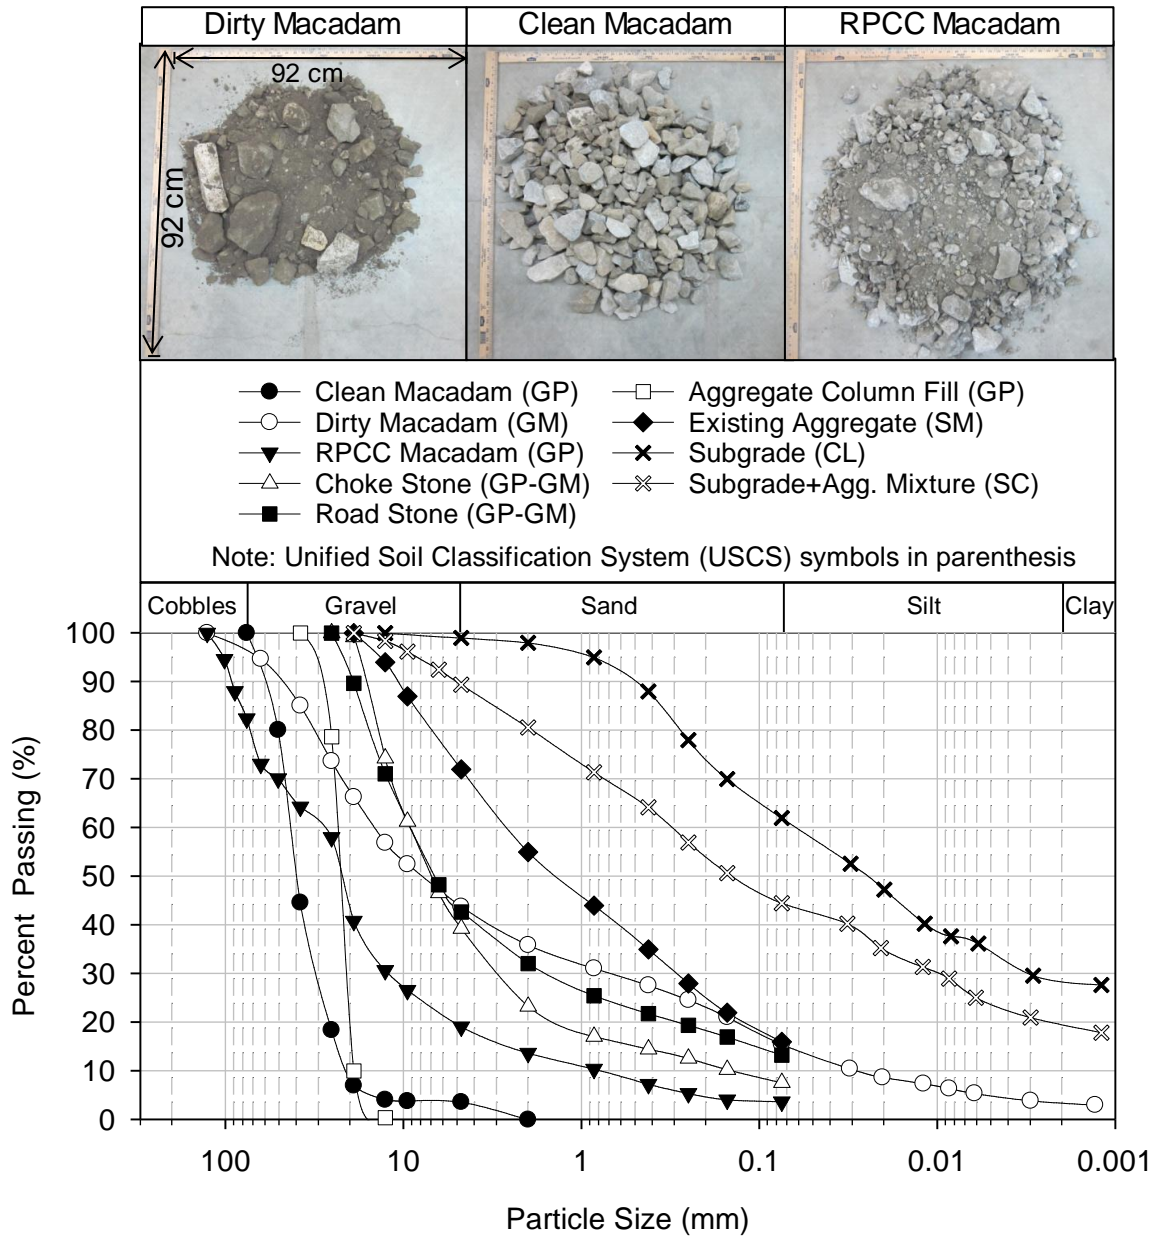 Dirty Macadam Clean Macadam RPCC Macadam
92 cm
92 cm
Clean Macadam (GP) Aggregate Column Fill (GP)
Dirty Macadam (GM) Existing Aggregate (SM)
RPCC Macadam (GP) Subgrade (CL)
Choke Stone (GP-GM) Subgrade+Agg. Mixture (SC)
Road Stone (GP-GM)
Note: Unified Soil Classification System (USCS) symbols in parenthesis
Cobbles Gravel Sand Silt Clay
100
90
80
70
60
50
40
30
20
10
0
Percent Passing (%)
100 10 1 0.1 0.01 0.001
Particle Size (mm)